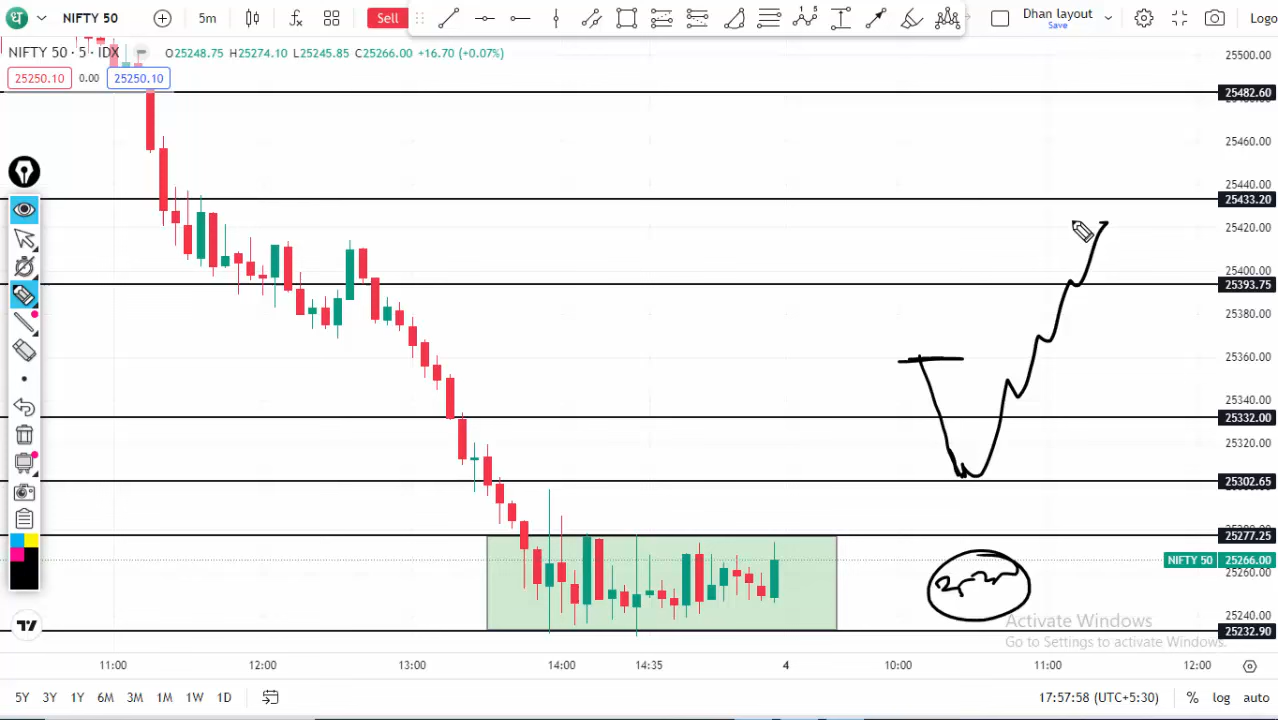 ध NIFTY 50 5m Sell Dhan layout Logo
Save
NIFTY 50 · 5 · IDX O25248.75 H25274.10 L25245.85 C25266.00 +16.70 (+0.07%)
25250.10 0.00 25250.10
25500.00
25482.60
25460.00
25440.00
25433.20
25420.00
25400.00
25393.75
25380.00
25360.00
25340.00
25332.00
25320.00
25302.65
25277.25
NIFTY 50 25266.00
25260.00
25240.00
25232.90
Activate Windows
Go to Settings to activate Windows.
11:00 12:00 13:00 14:00 14:35 4 10:00 11:00 12:00
5Y 3Y 1Y 6M 3M 1M 1W 1D 17:57:58 (UTC+5:30) % log auto